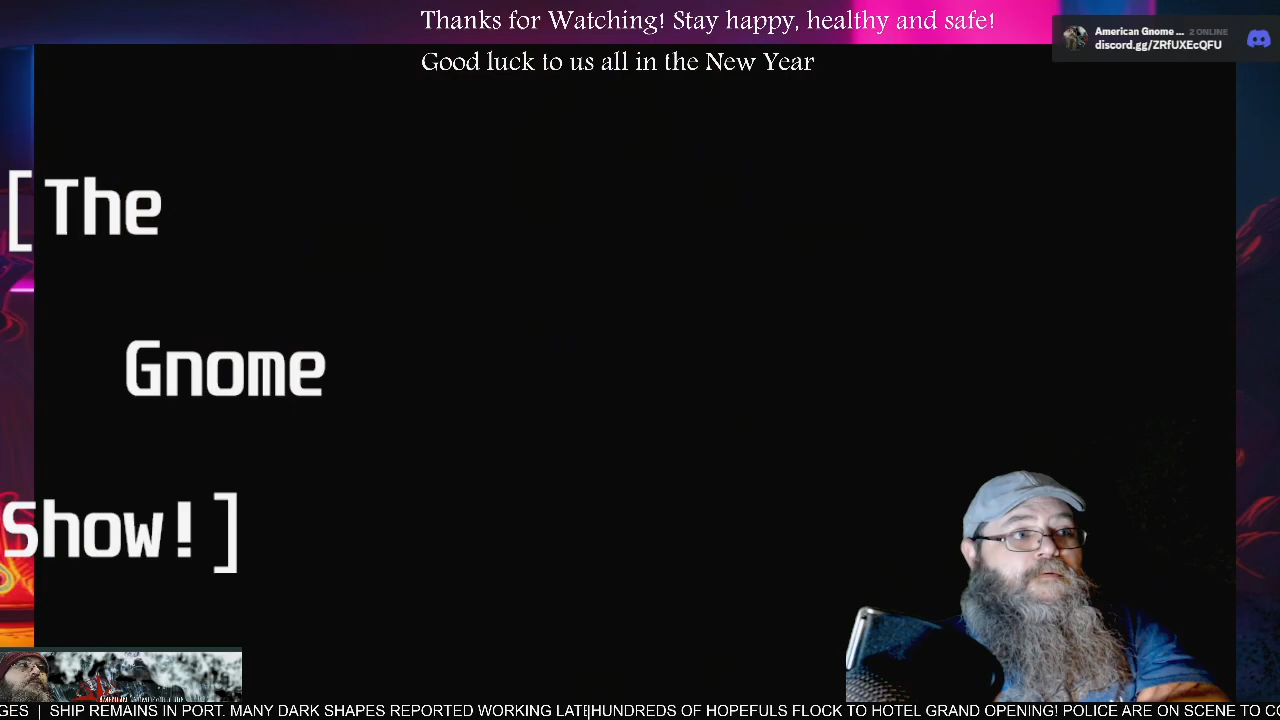 Thanks for Watching! Stay happy, healthy and safe!
Good luck to us all in the New Year
American Gnome ... 2 ONLINE
discord.gg/ZRfUXEcQFU
[The
Gnome
Show!]
GES | SHIP REMAINS IN PORT. MANY DARK SHAPES REPORTED WORKING LAT|HUNDREDS OF HOPEFULS FLOCK TO HOTEL GRAND OPENING! POLICE ARE ON SCENE TO CO